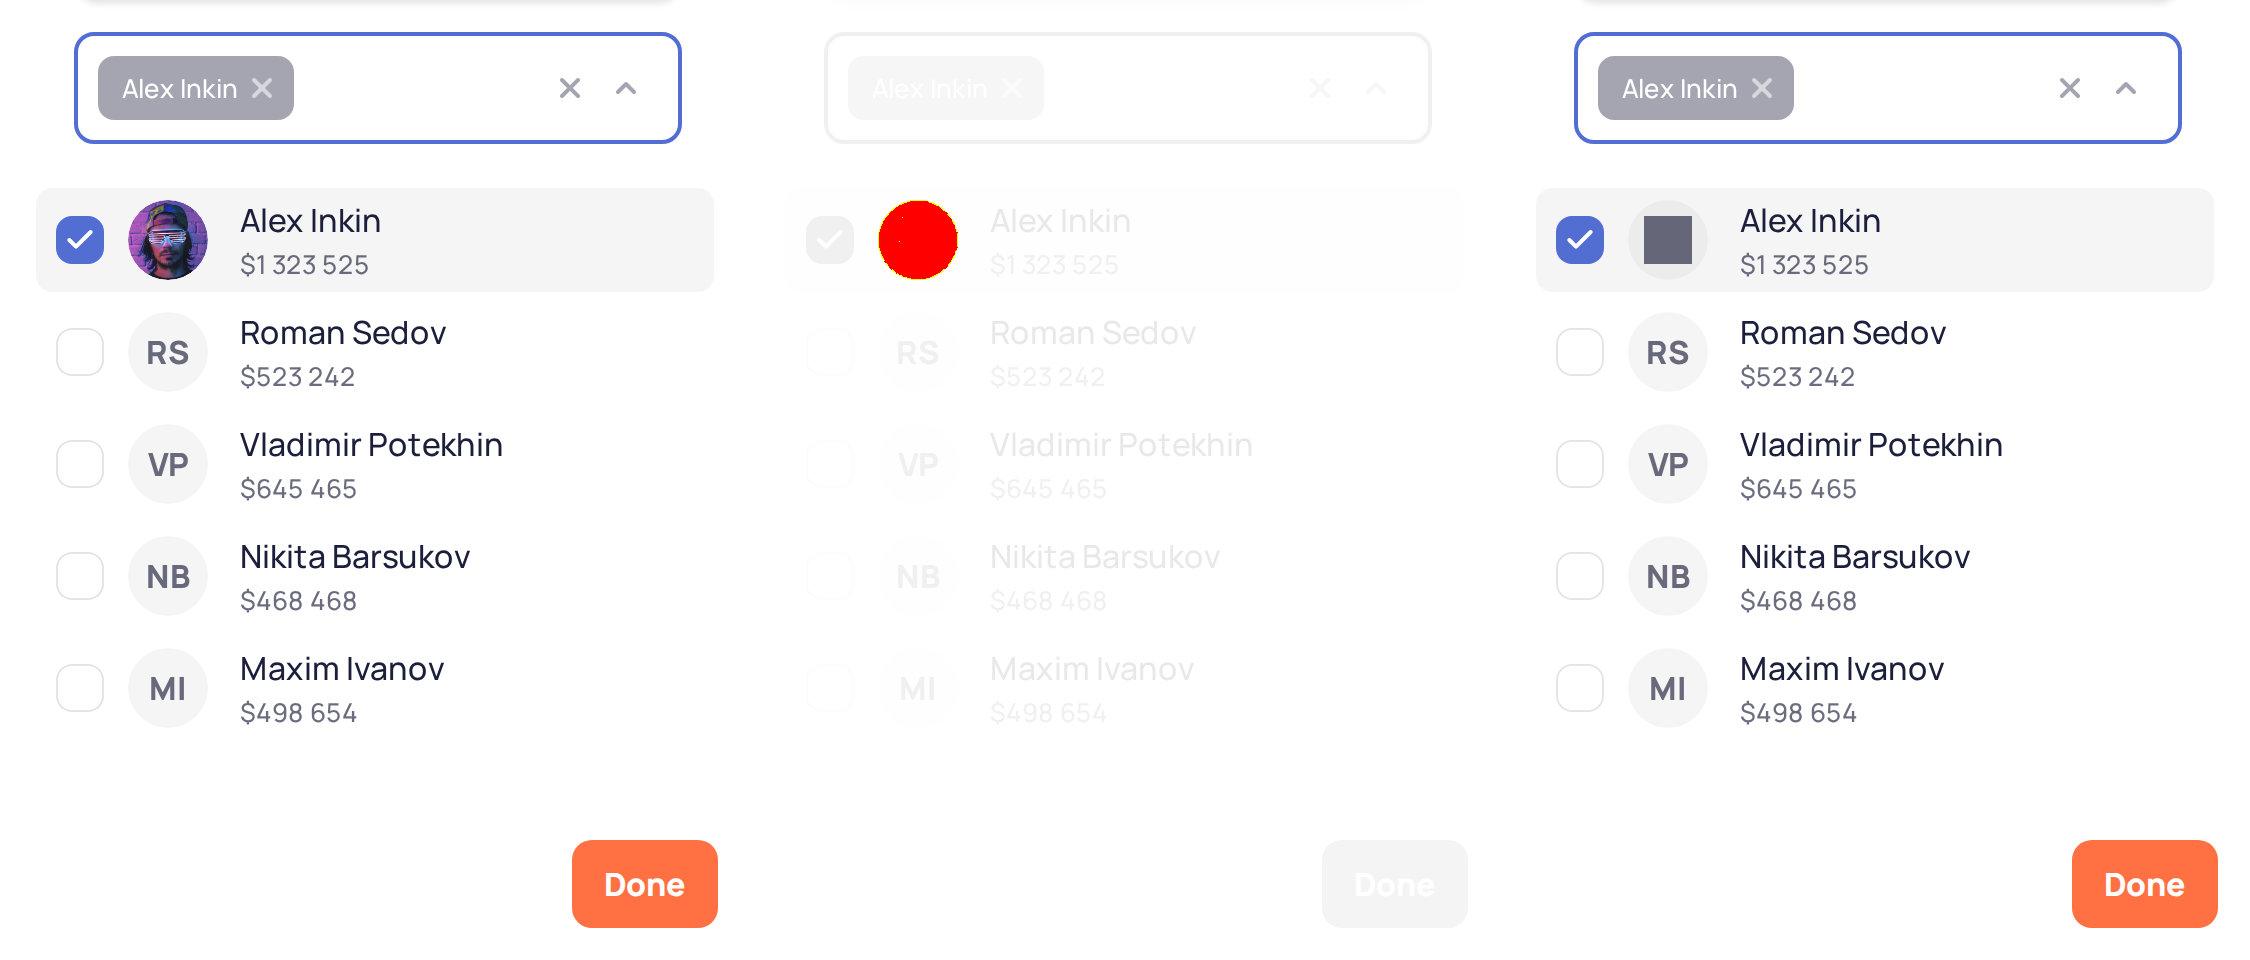 Alex Inkin
Alex Inkin
$1 323 525
RS
Roman Sedov
$523 242
VP
Vladimir Potekhin
$645 465
NB
Nikita Barsukov
$468 468
MI
Maxim Ivanov
$498 654
Done
Alex Inkin
Alex Inkin
$1 323 525
RS
Roman Sedov
$523 242
VP
Vladimir Potekhin
$645 465
NB
Nikita Barsukov
$468 468
MI
Maxim Ivanov
$498 654
Done
Alex Inkin
Alex Inkin
$1 323 525
RS
Roman Sedov
$523 242
VP
Vladimir Potekhin
$645 465
NB
Nikita Barsukov
$468 468
MI
Maxim Ivanov
$498 654
Done